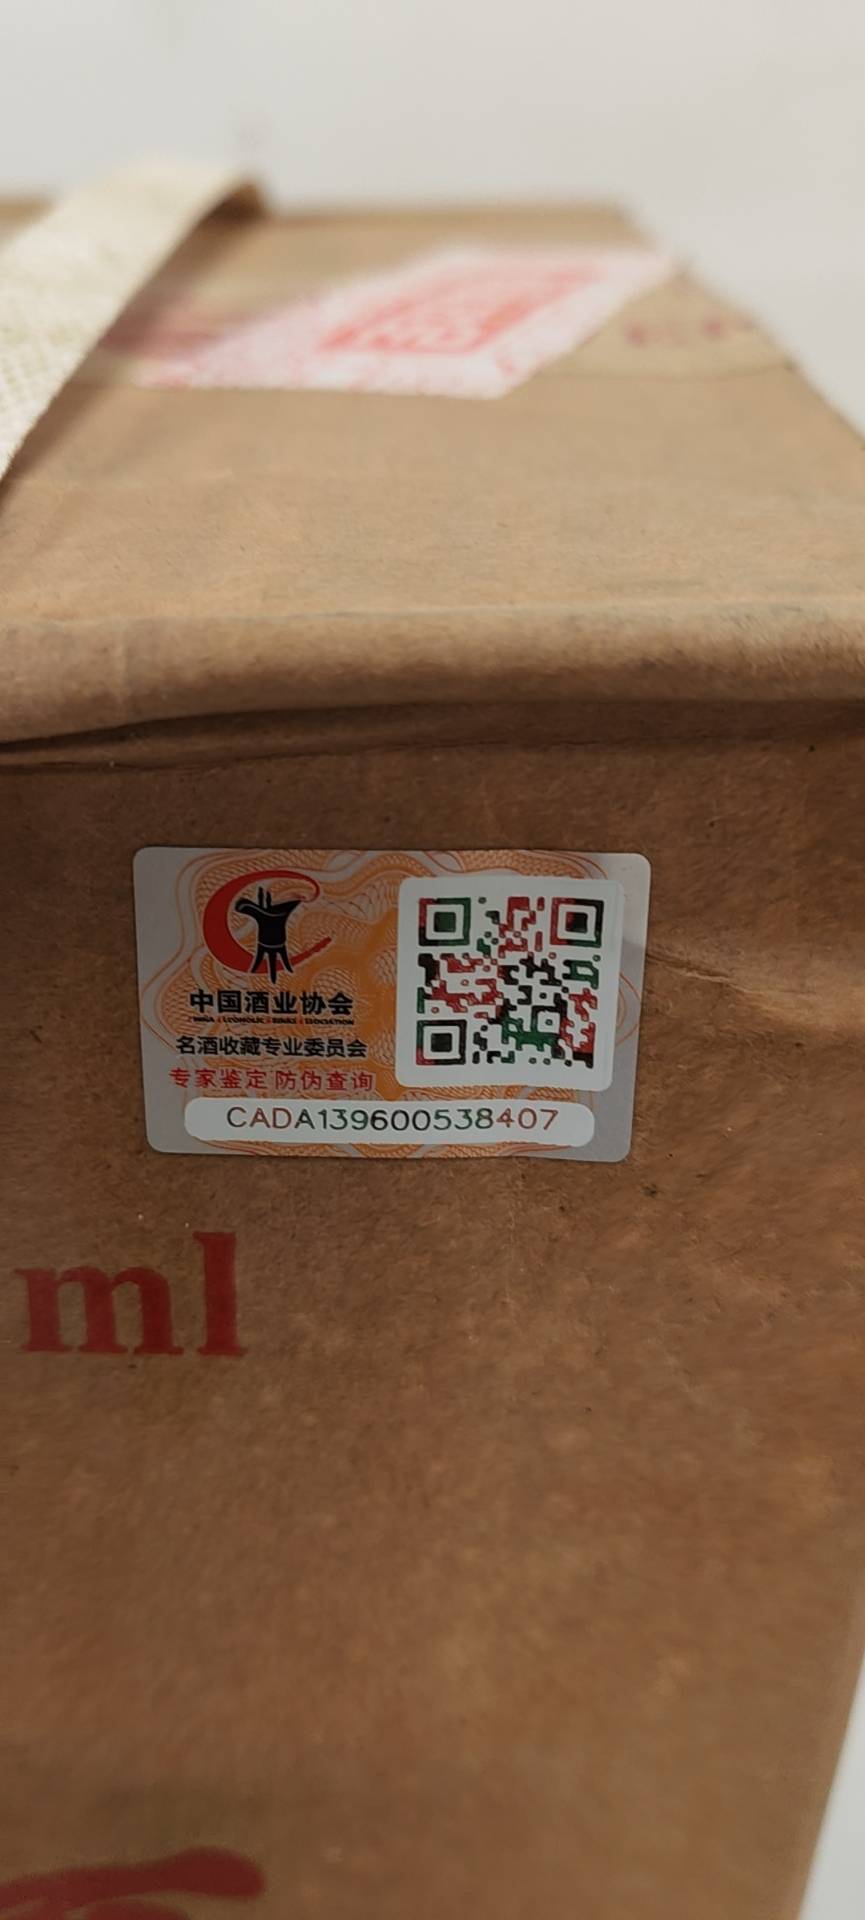 中国酒业协会
名酒收藏专业委员会
专家鉴定 防伪查询
CADA139600538407
ml